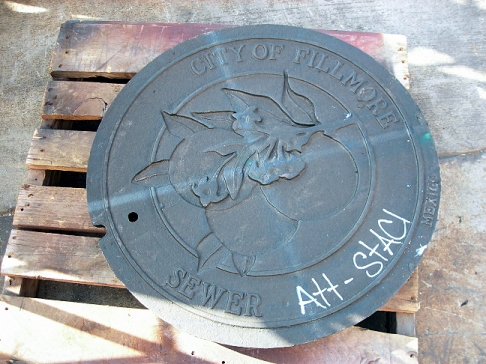 CITY OF FILLMORE
MEXICO
SEWER
Att-STACI